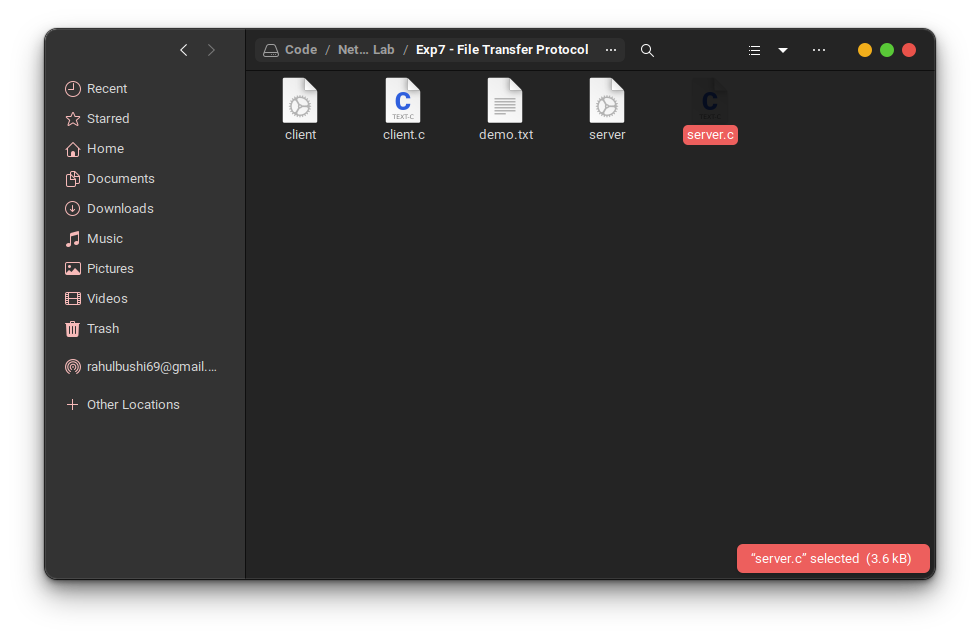 Code / Net... Lab / Exp7 - File Transfer Protocol ...
Recent
Starred
Home
Documents
Downloads
Music
Pictures
Videos
Trash
rahulbushi69@gmail....
Other Locations
client
C
TEXT-C
client.c
demo.txt
server
C
TEXT-C
server.c
“server.c” selected (3.6 kB)